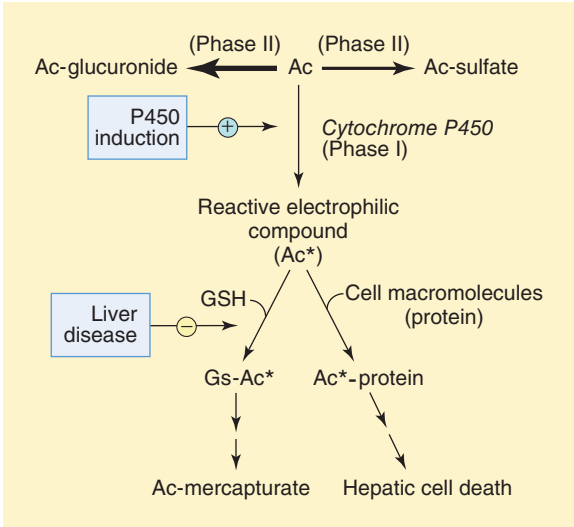 (Phase II) (Phase II)
Ac-glucuronide Ac Ac-sulfate
P450
induction
+
Cytochrome P450
(Phase I)
Reactive electrophilic
compound
(Ac*)
Liver
disease
−
GSH
Cell macromolecules
(protein)
Gs-Ac* Ac*-protein
Ac-mercapturate Hepatic cell death